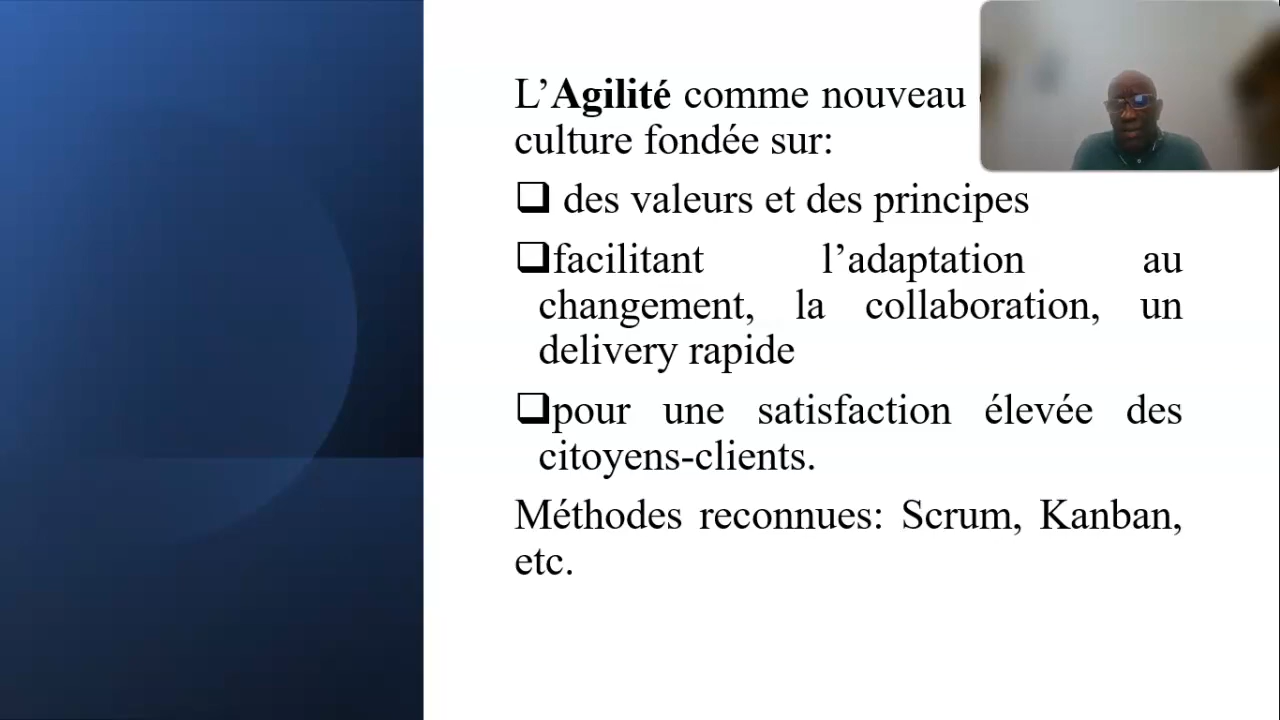 L’Agilité comme nouveau
culture fondée sur:
❑ des valeurs et des principes
❑facilitant l’adaptation au
changement, la collaboration, un
delivery rapide
❑pour une satisfaction élevée des
citoyens-clients.
Méthodes reconnues: Scrum, Kanban,
etc.